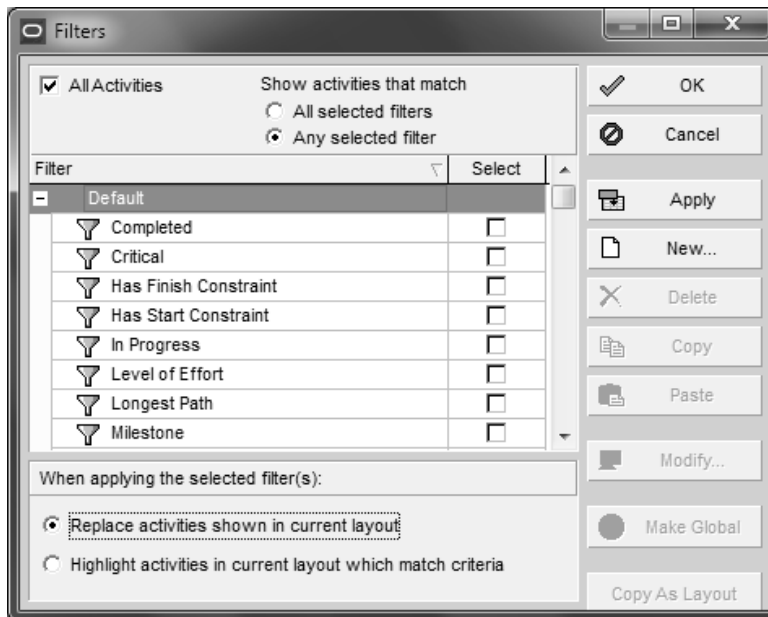 Filters
All Activities
Show activities that match
All selected filters
Any selected filter
Filter
Select
Default
Completed
Critical
Has Finish Constraint
Has Start Constraint
In Progress
Level of Effort
Longest Path
Milestone
When applying the selected filter(s):
Replace activities shown in current layout
Highlight activities in current layout which match criteria
OK
Cancel
Apply
New...
Delete
Copy
Paste
Modify...
Make Global
Copy As Layout